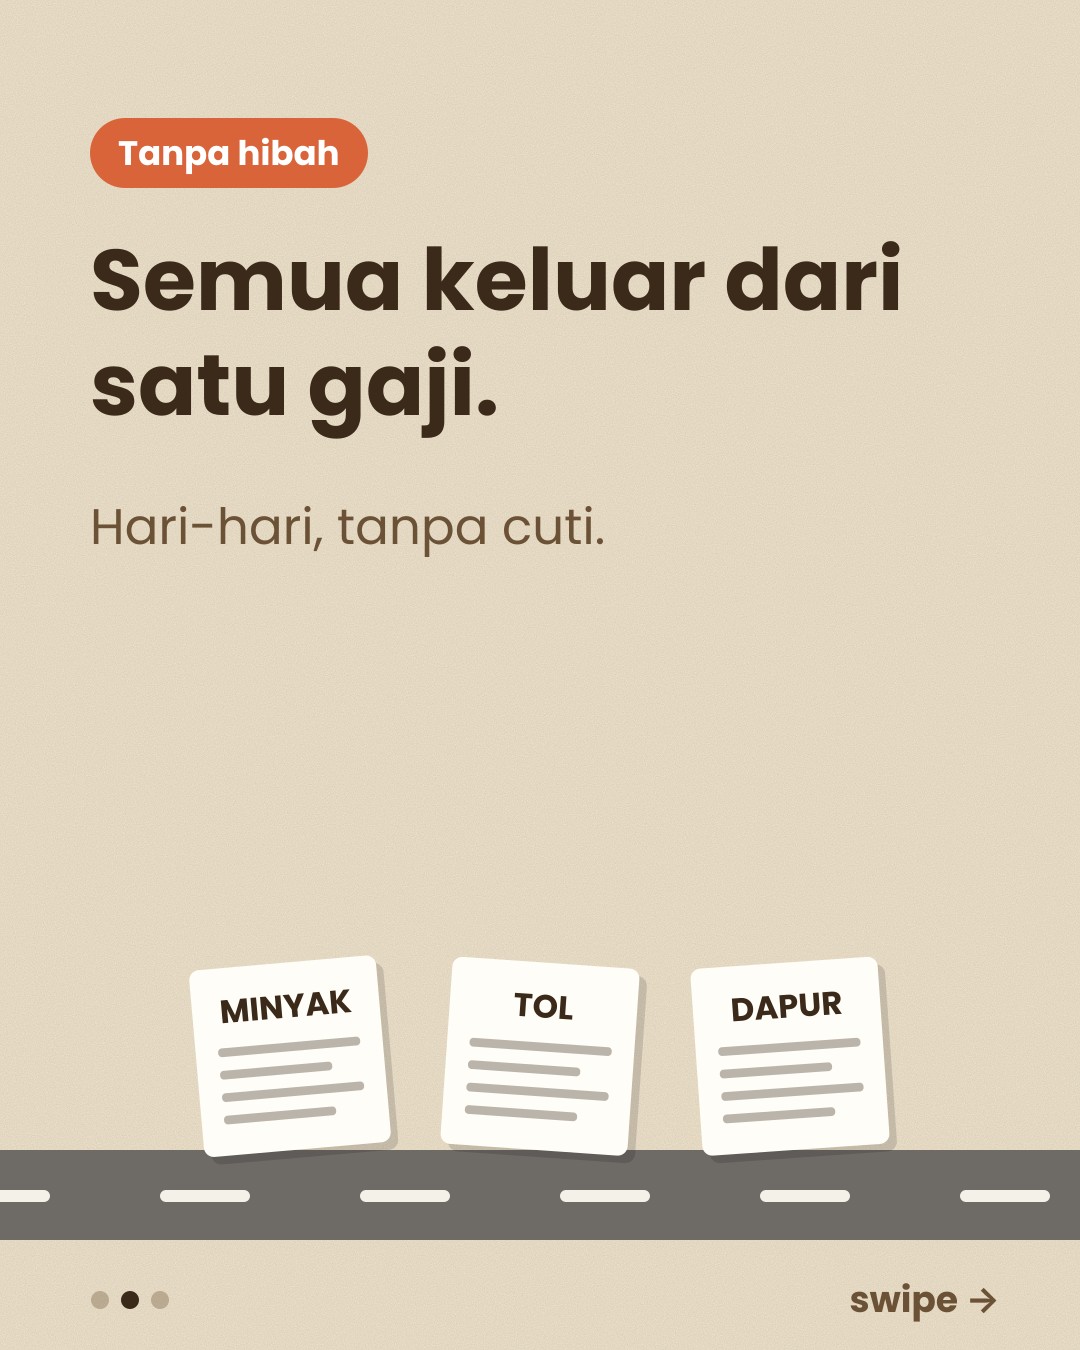 Tanpa hibah
Semua keluar dari
satu gaji.
Hari-hari, tanpa cuti.
MINYAK
TOL
DAPUR
swipe →